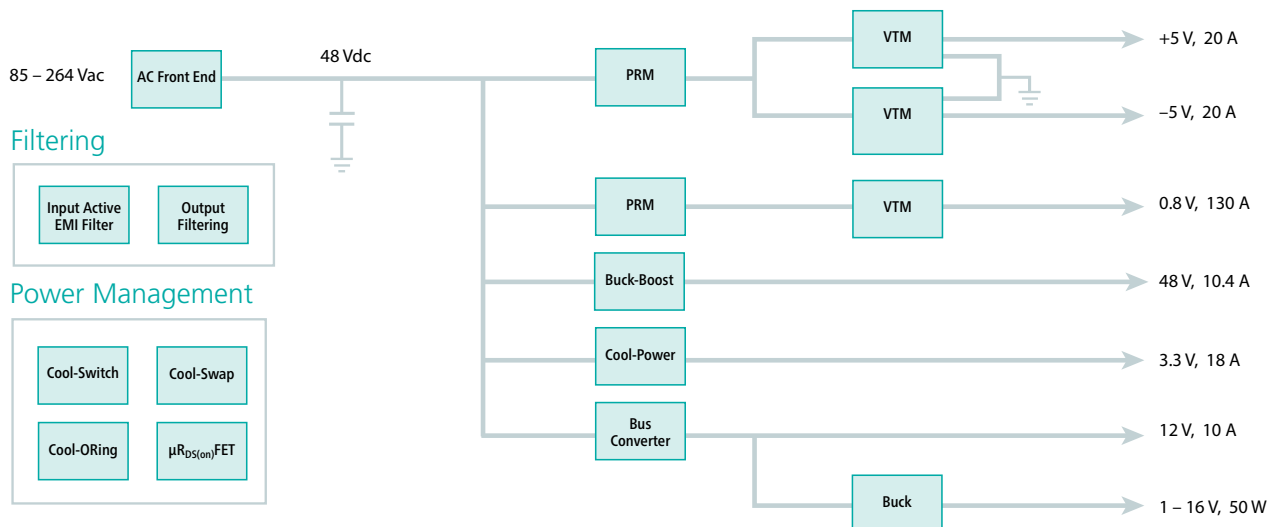 85 – 264 Vac
AC Front End
48 Vdc
PRM
VTM
+5 V, 20 A
VTM
–5 V, 20 A
Filtering
Input Active
EMI Filter
Output
Filtering
PRM
VTM
0.8 V, 130 A
Buck-Boost
48 V, 10.4 A
Power Management
Cool-Switch
Cool-Swap
Cool-ORing
µRDS(on)FET
Cool-Power
3.3 V, 18 A
Bus
Converter
12 V, 10 A
Buck
1 – 16 V, 50 W